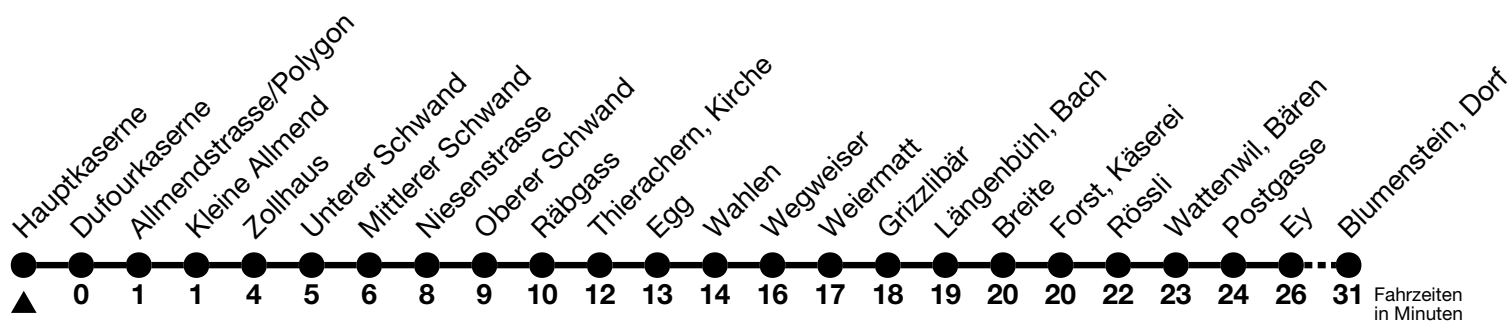 Hauptkaserne
Dufourkaserne
Allmendstrasse/Polygon
Kleine Allmend
Zollhaus
Unterer Schwand
Mittlerer Schwand
Niesenstrasse
Oberer Schwand
Räbgass
Thierachern, Kirche
Egg
Wahlen
Wegweiser
Weiermatt
Grizzlibär
Längenbühl, Bach
Breite
Forst, Käserei
Rössli
Wattenwil, Bären
Postgasse
Ey
Blumenstein, Dorf
0 1 1 4 5 6 8 9 10 12 13 14 16 17 18 19 20 20 22 23 24 26 31
Fahrzeiten
in Minuten